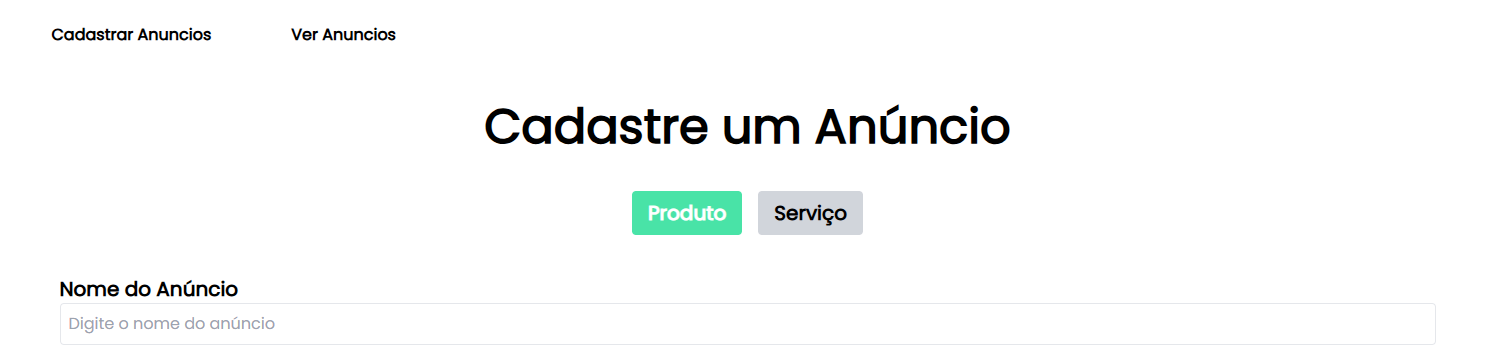 Cadastrar Anuncios Ver Anuncios
Cadastre um Anúncio
Produto Serviço
Nome do Anúncio
Digite o nome do anúncio